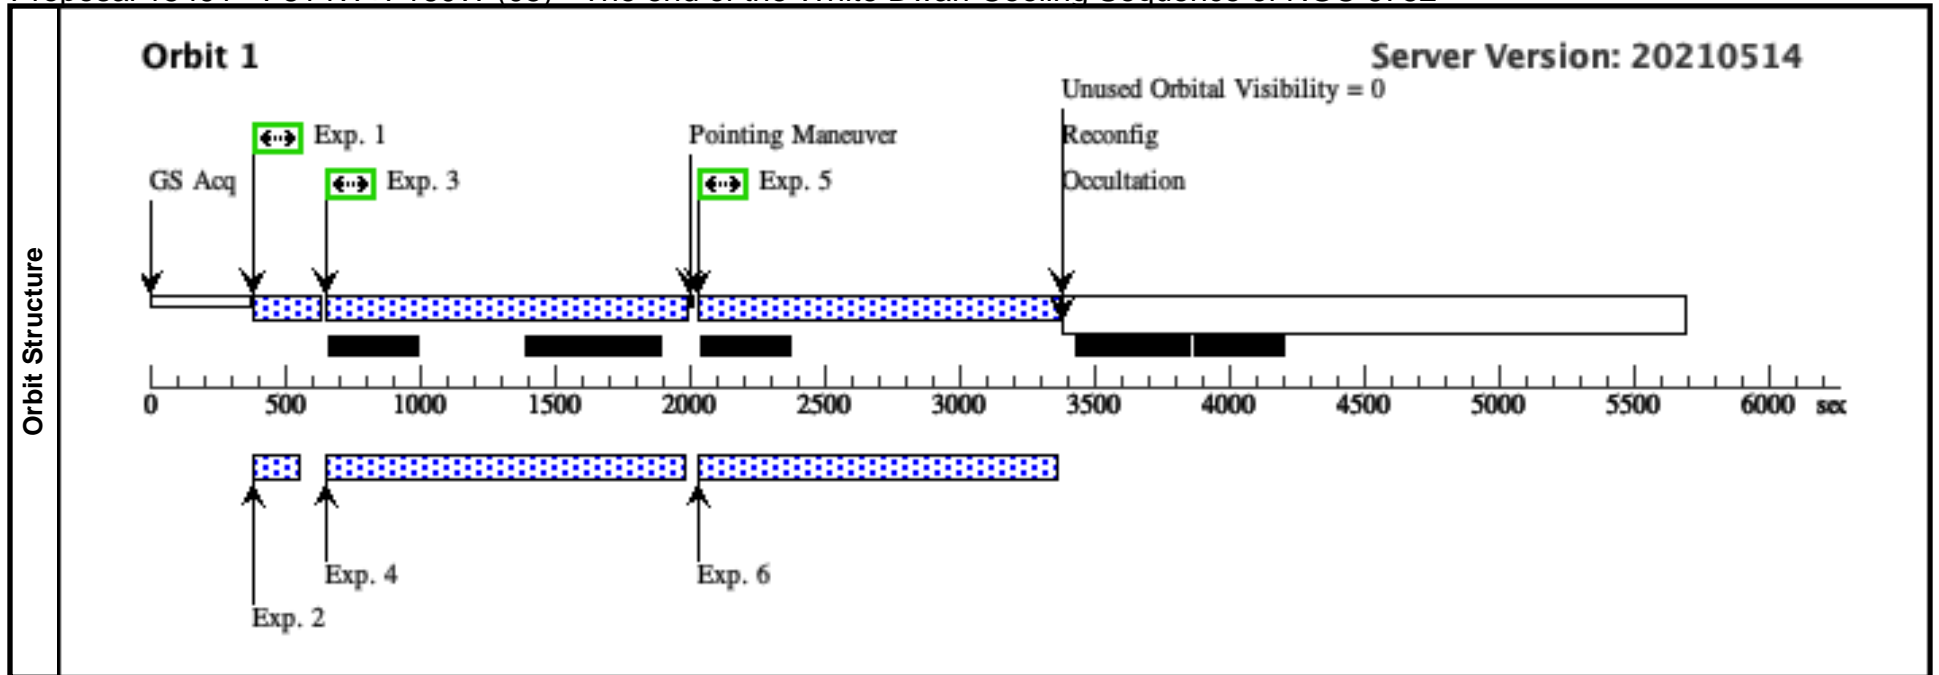 Orbit 1
Server Version: 20210514
Unused Orbital Visibility = 0
Exp. 1
Pointing Maneuver
Reconfig
GS Acq
Exp. 3
Exp. 5
Occultation
Orbit Structure
0 500 1000 1500 2000 2500 3000 3500 4000 4500 5000 5500 6000 sec
Exp. 4
Exp. 6
Exp. 2